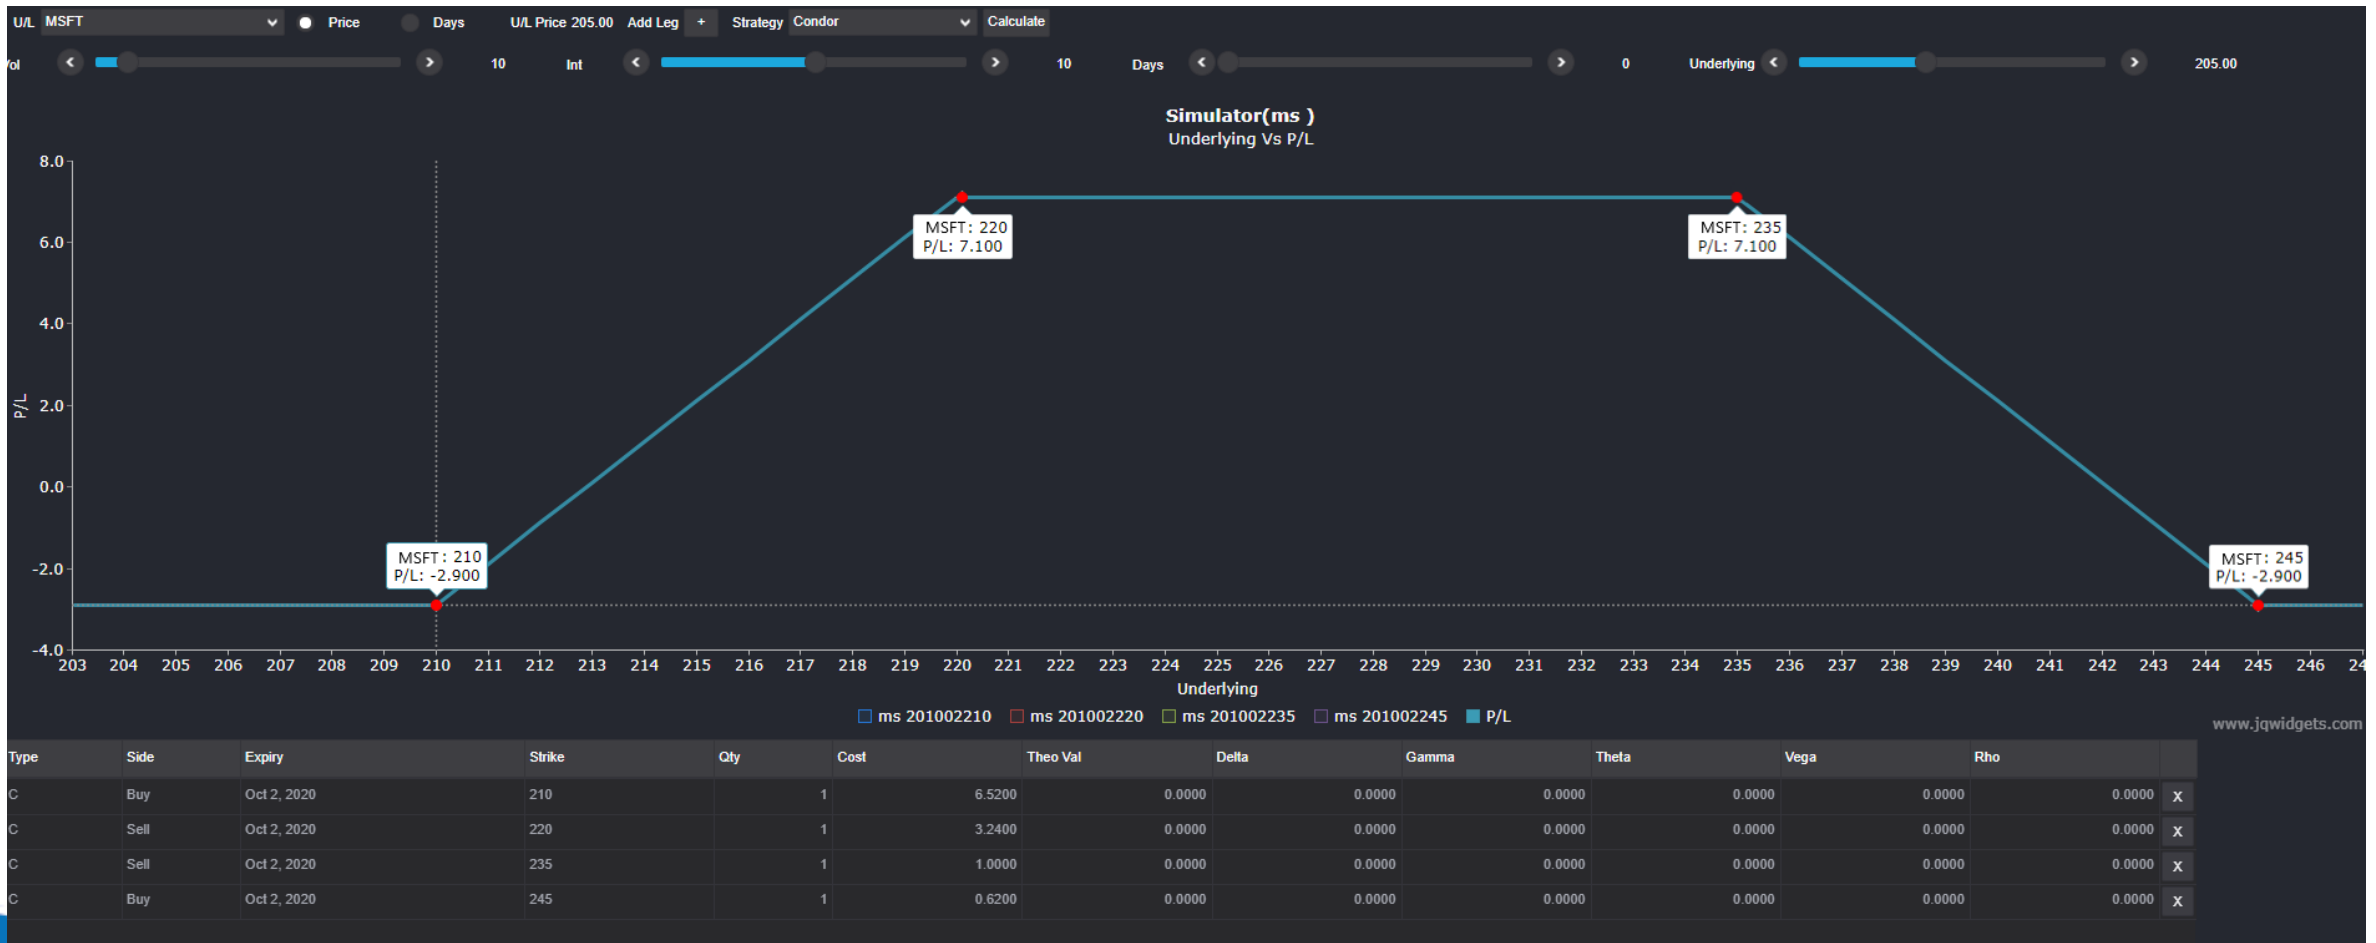 U/L MSFT Price Days U/L Price 205.00 Add Leg + Strategy Condor Calculate
Vol 10 Int 10 Days 0 Underlying 205.00
Simulator(ms )
Underlying Vs P/L
8.0
6.0
4.0
2.0
0.0
-2.0
-4.0
P/L
MSFT: 220
P/L: 7.100
MSFT: 235
P/L: 7.100
MSFT: 210
P/L: -2.900
MSFT: 245
P/L: -2.900
203 204 205 206 207 208 209 210 211 212 213 214 215 216 217 218 219 220 221 222 223 224 225 226 227 228 229 230 231 232 233 234 235 236 237 238 239 240 241 242 243 244 245 246 24
Underlying
ms 201002210 ms 201002220 ms 201002235 ms 201002245 P/L
www.jqwidgets.com
Type Side Expiry Strike Qty Cost Theo Val Delta Gamma Theta Vega Rho
C Buy Oct 2, 2020 210 1 6.5200 0.0000 0.0000 0.0000 0.0000 0.0000 0.0000 X
C Sell Oct 2, 2020 220 1 3.2400 0.0000 0.0000 0.0000 0.0000 0.0000 0.0000 X
C Sell Oct 2, 2020 235 1 1.0000 0.0000 0.0000 0.0000 0.0000 0.0000 0.0000 X
C Buy Oct 2, 2020 245 1 0.6200 0.0000 0.0000 0.0000 0.0000 0.0000 0.0000 X